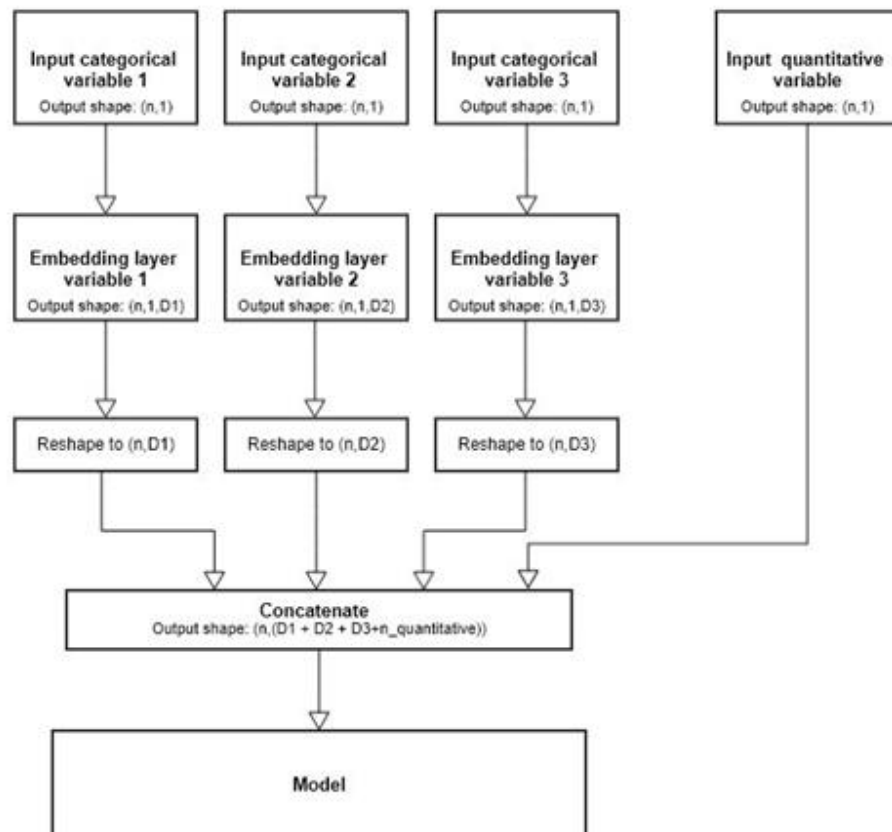 Input categorical
variable 1
Output shape: (n,1)
Input categorical
variable 2
Output shape: (n,1)
Input categorical
variable 3
Output shape: (n,1)
Input quantitative
variable
Output shape: (n,1)
Embedding layer
variable 1
Output shape: (n,1,D1)
Embedding layer
variable 2
Output shape: (n,1,D2)
Embedding layer
variable 3
Output shape: (n,1,D3)
Reshape to (n,D1)
Reshape to (n,D2)
Reshape to (n,D3)
Concatenate
Output shape: (n,(D1 + D2 + D3+n_quantitative))
Model